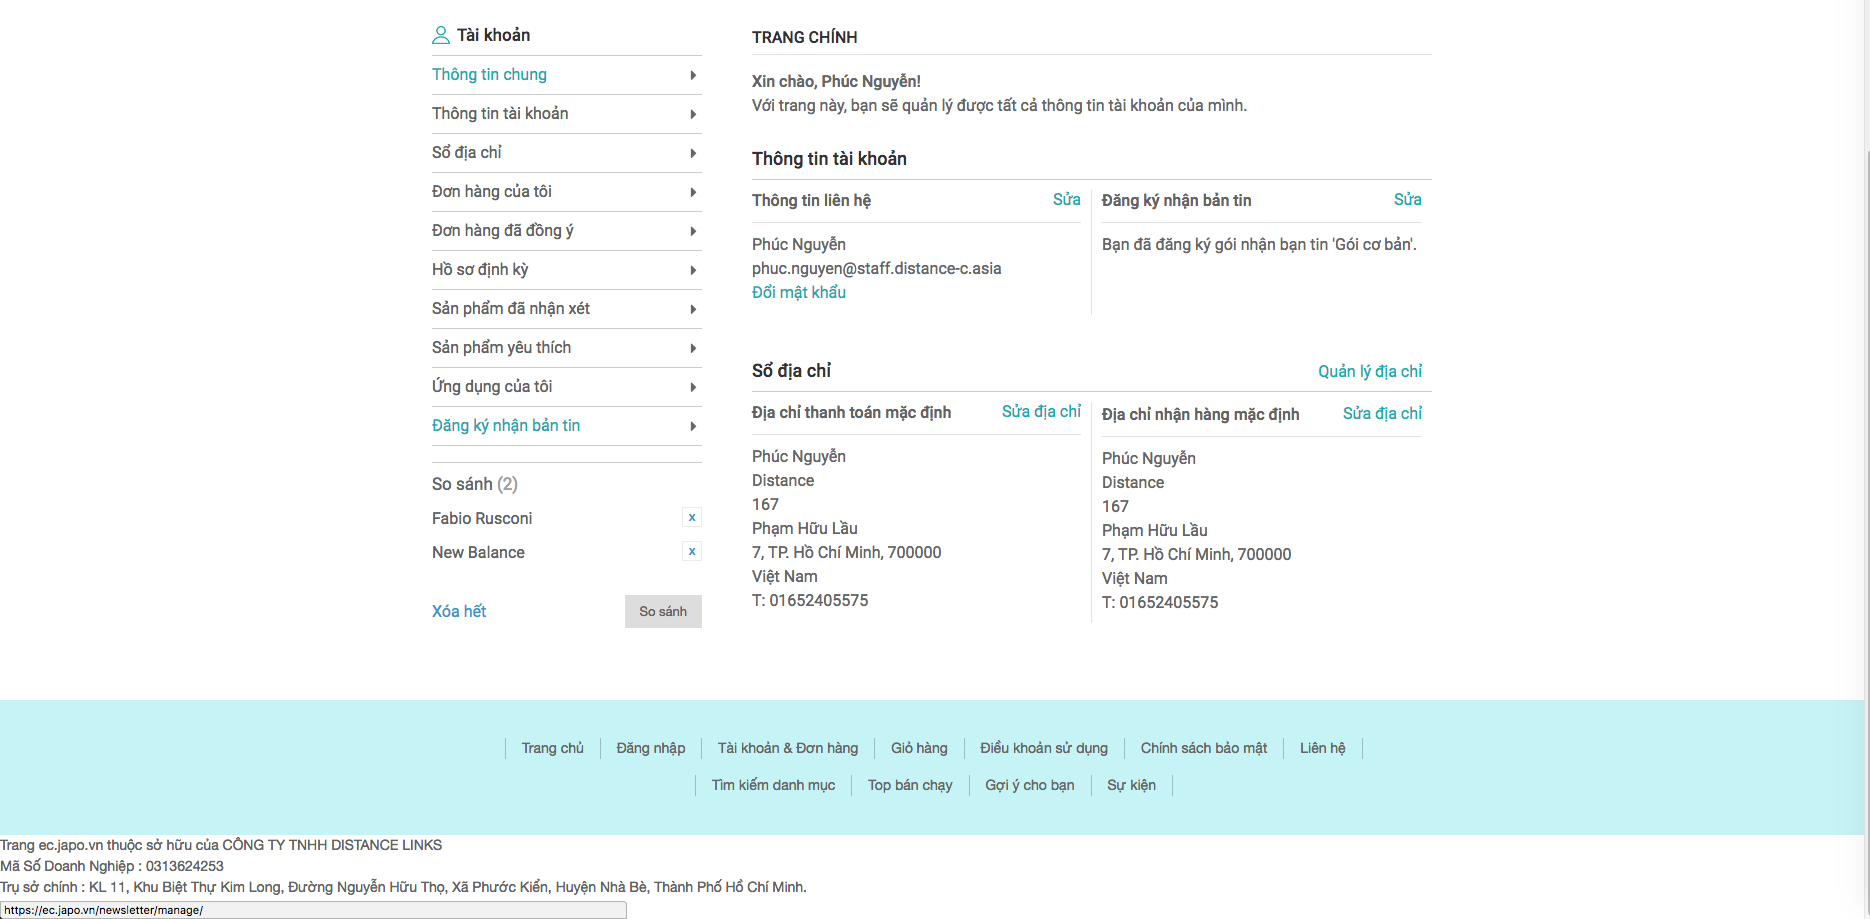 Tài khoản
Thông tin chung
Thông tin tài khoản
Sổ địa chỉ
Đơn hàng của tôi
Đơn hàng đã đồng ý
Hồ sơ định kỳ
Sản phẩm đã nhận xét
Sản phẩm yêu thích
Ứng dụng của tôi
Đăng ký nhận bản tin
So sánh (2)
Fabio Rusconi x
New Balance x
Xóa hết So sánh
TRANG CHÍNH
Xin chào, Phúc Nguyễn!
Với trang này, bạn sẽ quản lý được tất cả thông tin tài khoản của mình.
Thông tin tài khoản
Thông tin liên hệ Sửa
Phúc Nguyễn
phuc.nguyen@staff.distance-c.asia
Đổi mật khẩu
Đăng ký nhận bản tin Sửa
Bạn đã đăng ký gói nhận bạn tin 'Gói cơ bản'.
Sổ địa chỉ Quản lý địa chỉ
Địa chỉ thanh toán mặc định Sửa địa chỉ
Phúc Nguyễn
Distance
167
Phạm Hữu Lầu
7, TP. Hồ Chí Minh, 700000
Việt Nam
T: 01652405575
Địa chỉ nhận hàng mặc định Sửa địa chỉ
Phúc Nguyễn
Distance
167
Phạm Hữu Lầu
7, TP. Hồ Chí Minh, 700000
Việt Nam
T: 01652405575
Trang chủ Đăng nhập Tài khoản & Đơn hàng Giỏ hàng Điều khoản sử dụng Chính sách bảo mật Liên hệ
Tìm kiếm danh mục Top bán chạy Gợi ý cho bạn Sự kiện
Trang ec.japo.vn thuộc sở hữu của CÔNG TY TNHH DISTANCE LINKS
Mã Số Doanh Nghiệp : 0313624253
Trụ sở chính : KL 11, Khu Biệt Thự Kim Long, Đường Nguyễn Hữu Thọ, Xã Phước Kiển, Huyện Nhà Bè, Thành Phố Hồ Chí Minh.
https://ec.japo.vn/newsletter/manage/